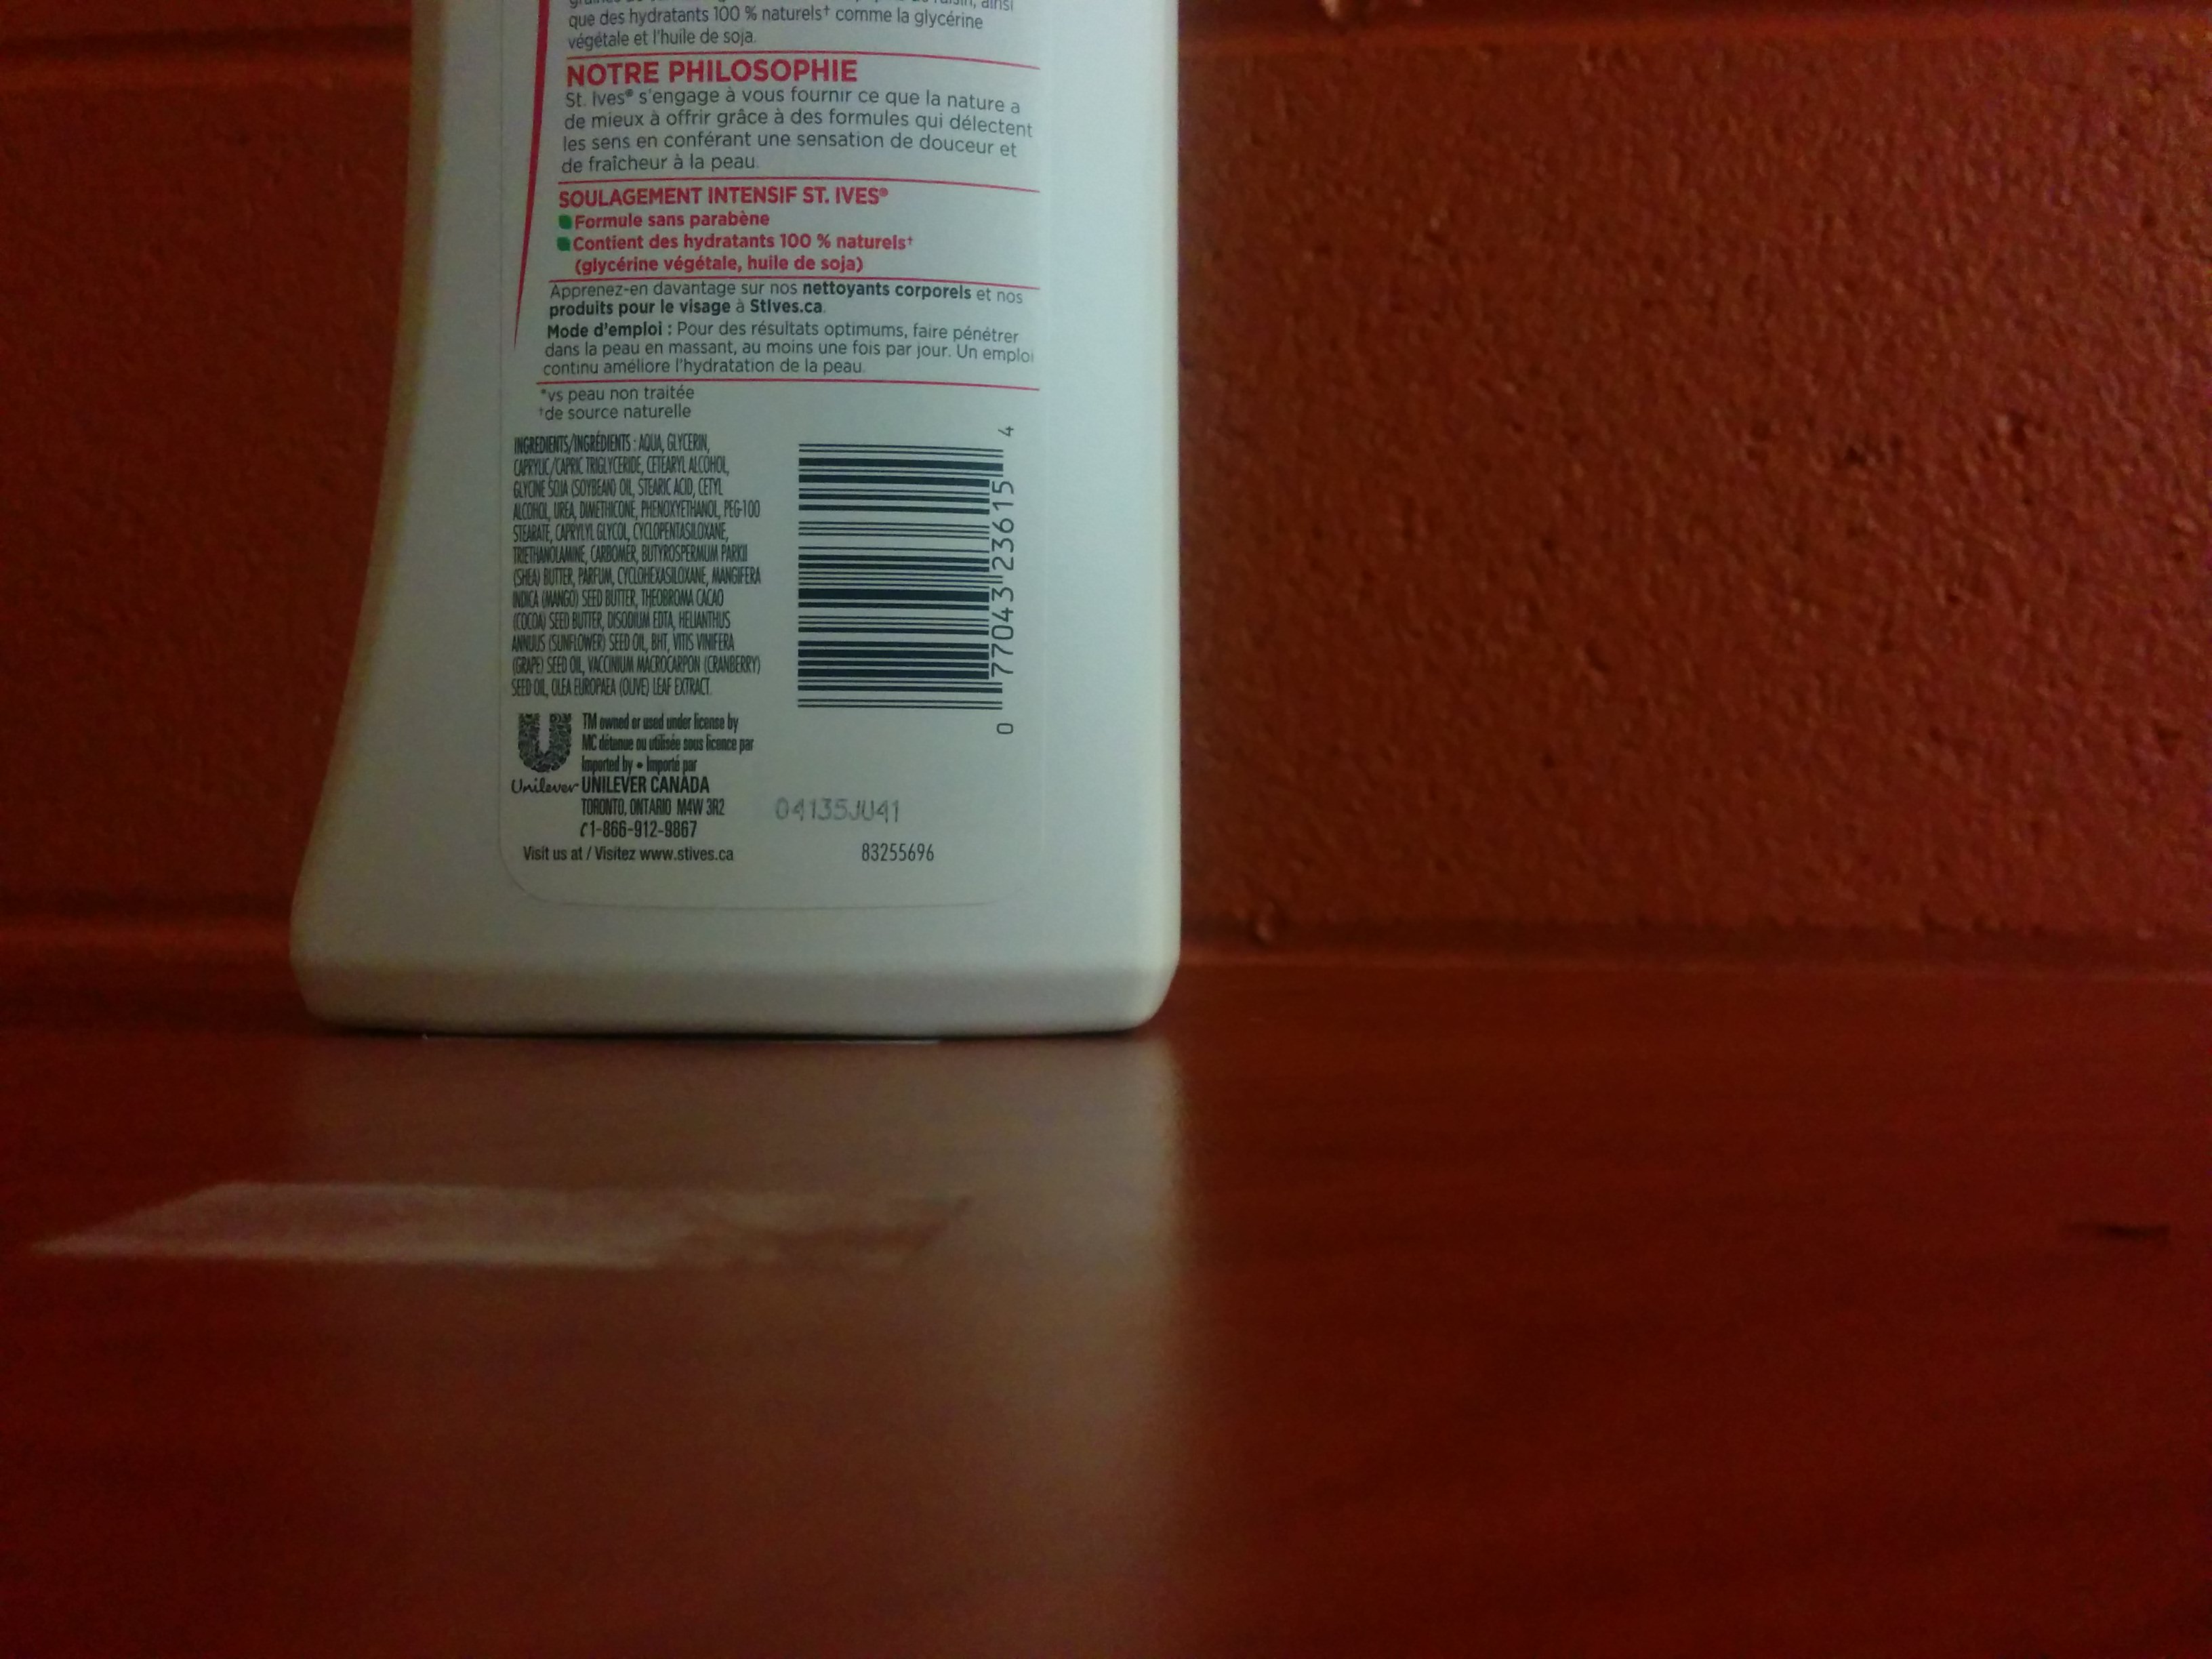 que des hydratants 100 % naturels† comme la glycérine
végétale et l'huile de soja.
NOTRE PHILOSOPHIE
St. Ives® s'engage à vous fournir ce que la nature a
de mieux à offrir grâce à des formules qui délectent
les sens en conférant une sensation de douceur et
de fraîcheur à la peau.
SOULAGEMENT INTENSIF ST. IVES®
Formule sans parabène
Contient des hydratants 100 % naturels†
(glycérine végétale, huile de soja)
Apprenez-en davantage sur nos nettoyants corporels et nos
produits pour le visage à StIves.ca.
Mode d'emploi : Pour des résultats optimums, faire pénétrer
dans la peau en massant, au moins une fois par jour. Un emploi
continu améliore l'hydratation de la peau.
*vs peau non traitée
†de source naturelle
INGREDIENTS/INGRÉDIENTS : AQUA, GLYCERIN,
CAPRYLIC/CAPRIC TRIGLYCERIDE, CETEARYL ALCOHOL,
GLYCINE SOJA (SOYBEAN) OIL, STEARIC ACID, CETYL
ALCOHOL, UREA, DIMETHICONE, PHENOXYETHANOL, PEG-100
STEARATE, CAPRYLYL GLYCOL, CYCLOPENTASILOXANE,
TRIETHANOLAMINE, CARBOMER, BUTYROSPERMUM PARKII
(SHEA) BUTTER, PARFUM, CYCLOHEXASILOXANE, MANGIFERA
INDICA (MANGO) SEED BUTTER, THEOBROMA CACAO
(COCOA) SEED BUTTER, DISODIUM EDTA, HELIANTHUS
ANNUUS (SUNFLOWER) SEED OIL, BHT, VITIS VINIFERA
(GRAPE) SEED OIL, VACCINIUM MACROCARPON (CRANBERRY)
SEED OIL, OLEA EUROPAEA (OLIVE) LEAF EXTRACT.
0 77043 23615 4
TM owned or used under license by
MC détenue ou utilisée sous licence par
Imported by • Importé par
Unilever UNILEVER CANADA
TORONTO, ONTARIO M4W 3R2
1-866-912-9867
04135JU41
Visit us at / Visitez www.stives.ca
83255696